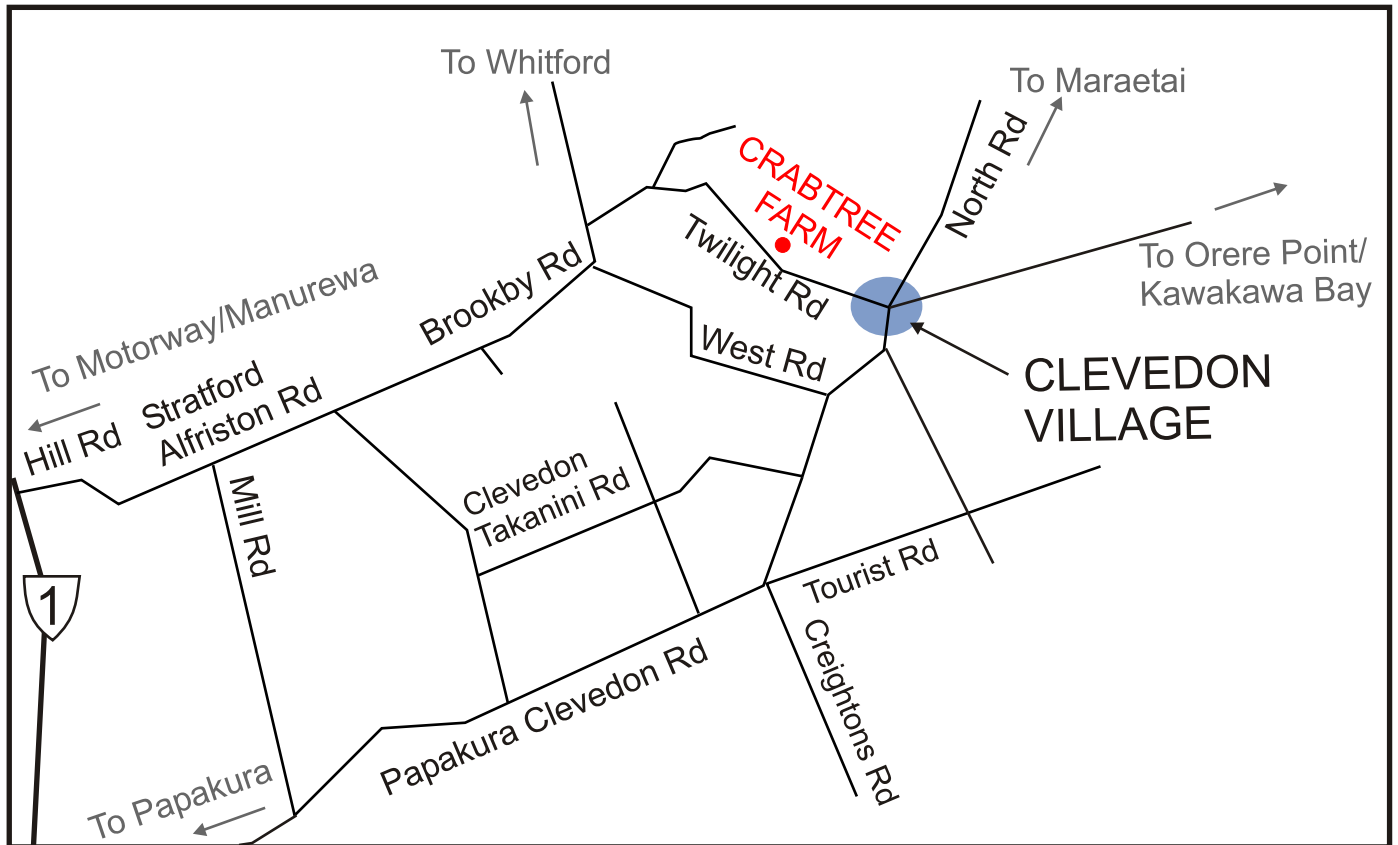 To Whitford
To Maraetai
North Rd
CRABTREE
FARM
Twilight Rd
To Orere Point/
Kawakawa Bay
Brookby Rd
To Motorway/Manurewa
West Rd
CLEVEDON
VILLAGE
Stratford
Alfriston Rd
Hill Rd
Clevedon
Takanini Rd
Mill Rd
1
Tourist Rd
Creightons Rd
Papakura Clevedon Rd
To Papakura